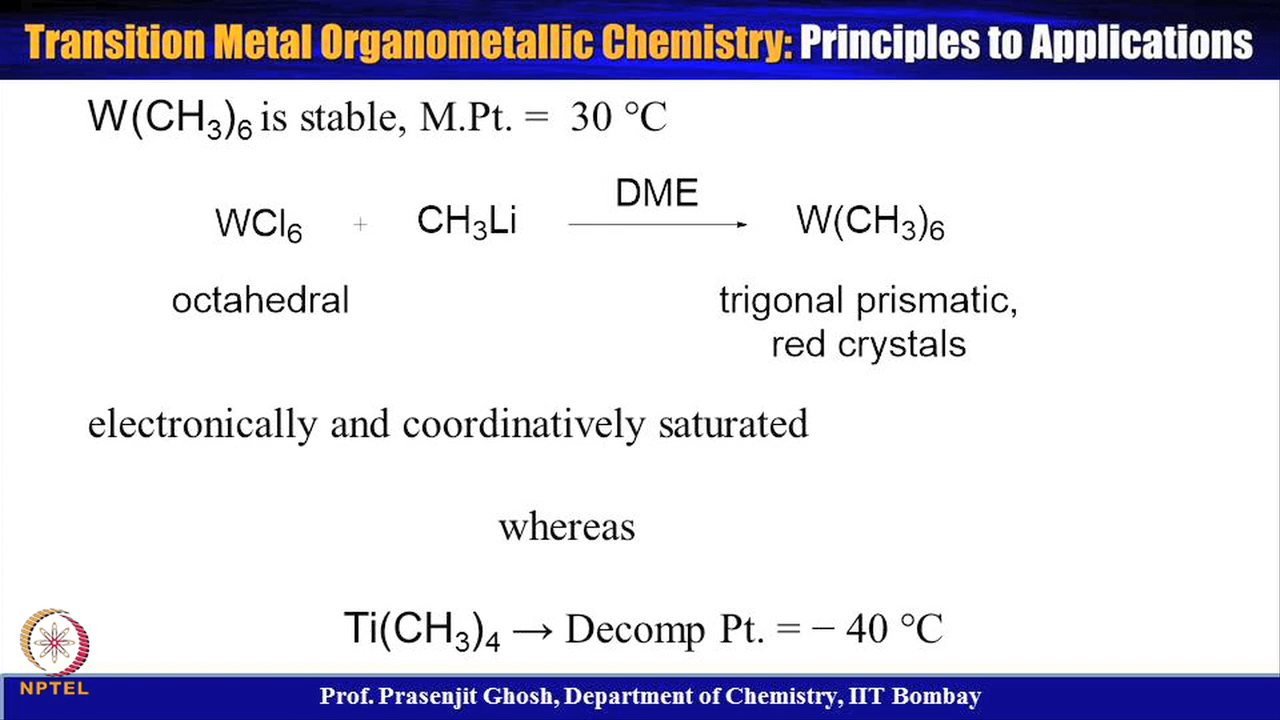 Transition Metal Organometallic Chemistry: Principles to Applications
W(CH₃)₆ is stable, M.Pt. = 30 °C
DME
WCl₆ + CH₃Li ⟶ W(CH₃)₆
octahedral trigonal prismatic,
red crystals
electronically and coordinatively saturated
whereas
Ti(CH₃)₄ → Decomp Pt. = − 40 °C
NPTEL
Prof. Prasenjit Ghosh, Department of Chemistry, IIT Bombay